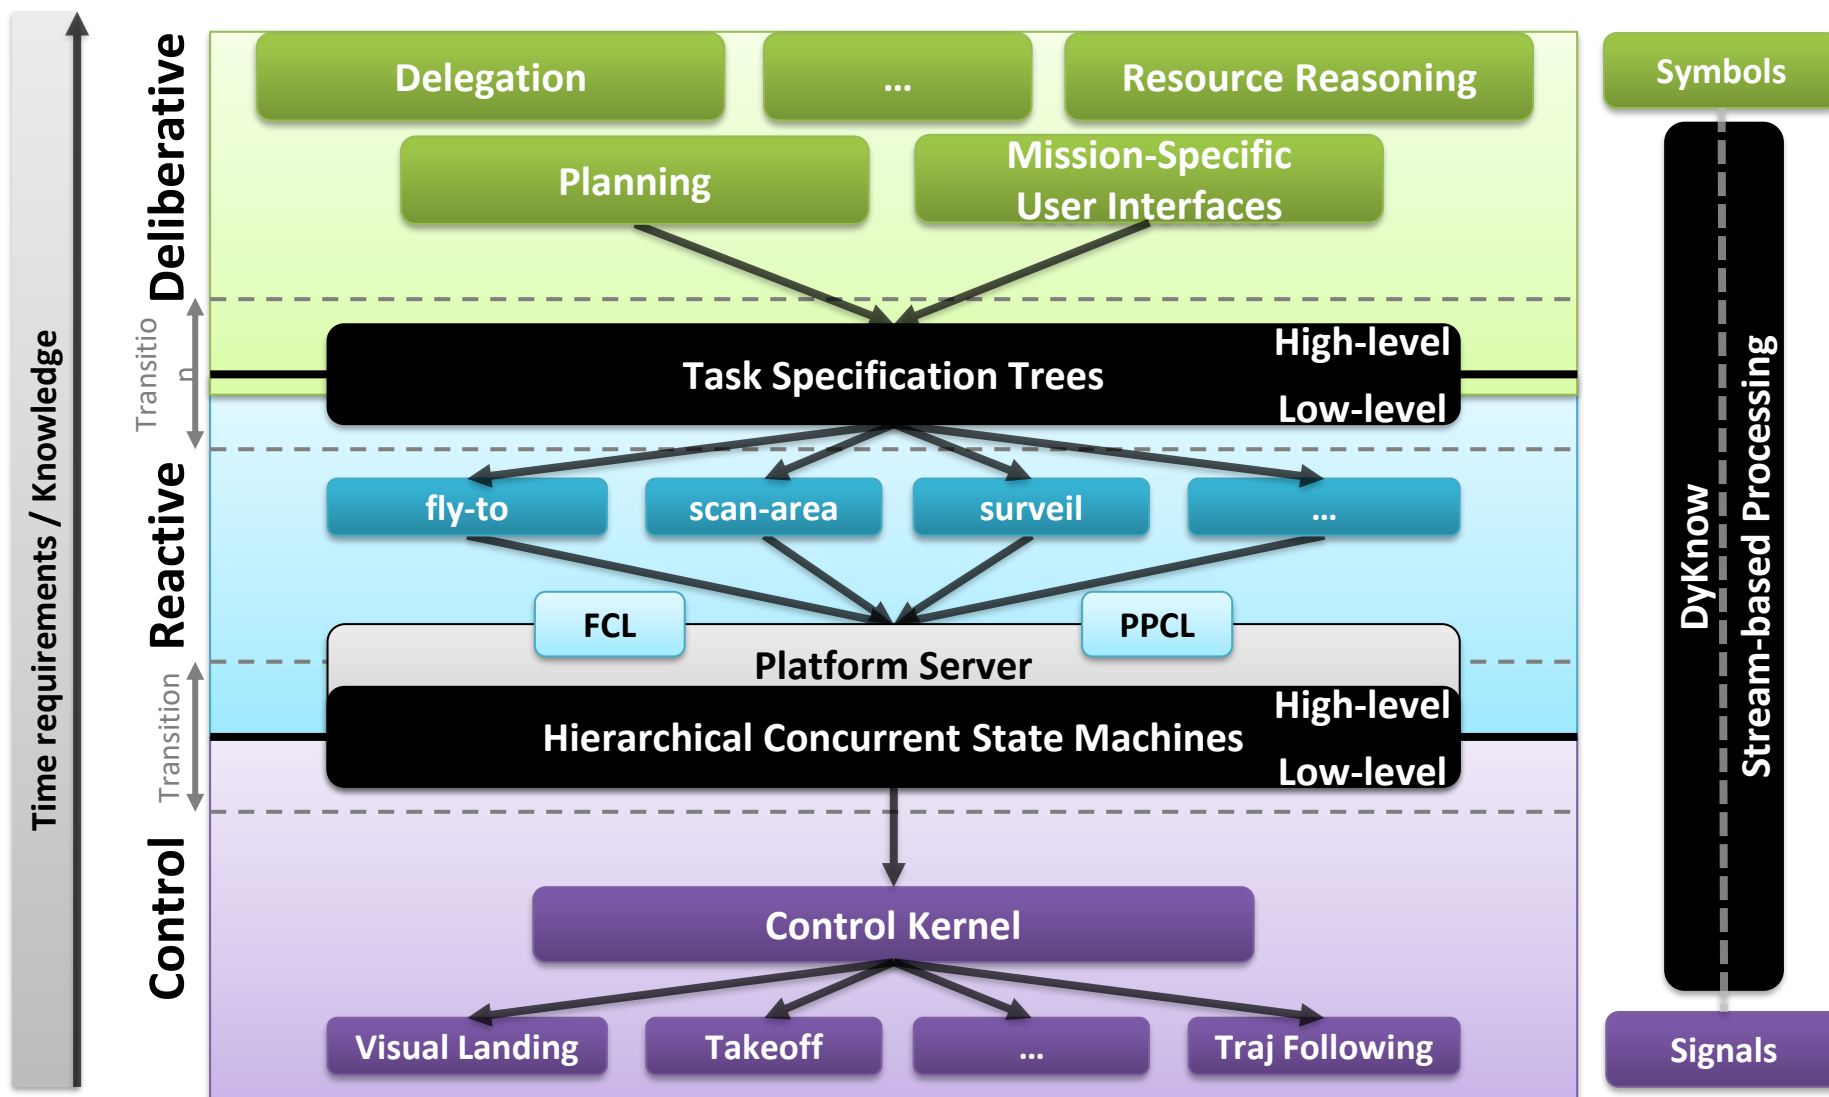 Time requirements / Knowledge
Deliberative
Delegation
...
Resource Reasoning
Planning
Mission-Specific
User Interfaces
Transitio
n
Task Specification Trees
High-level
Low-level
Reactive
fly-to
scan-area
surveil
...
FCL
PPCL
Platform Server
Transition
Hierarchical Concurrent State Machines
High-level
Low-level
Control
Control Kernel
Visual Landing
Takeoff
...
Traj Following
Symbols
DyKnow
Stream-based Processing
Signals